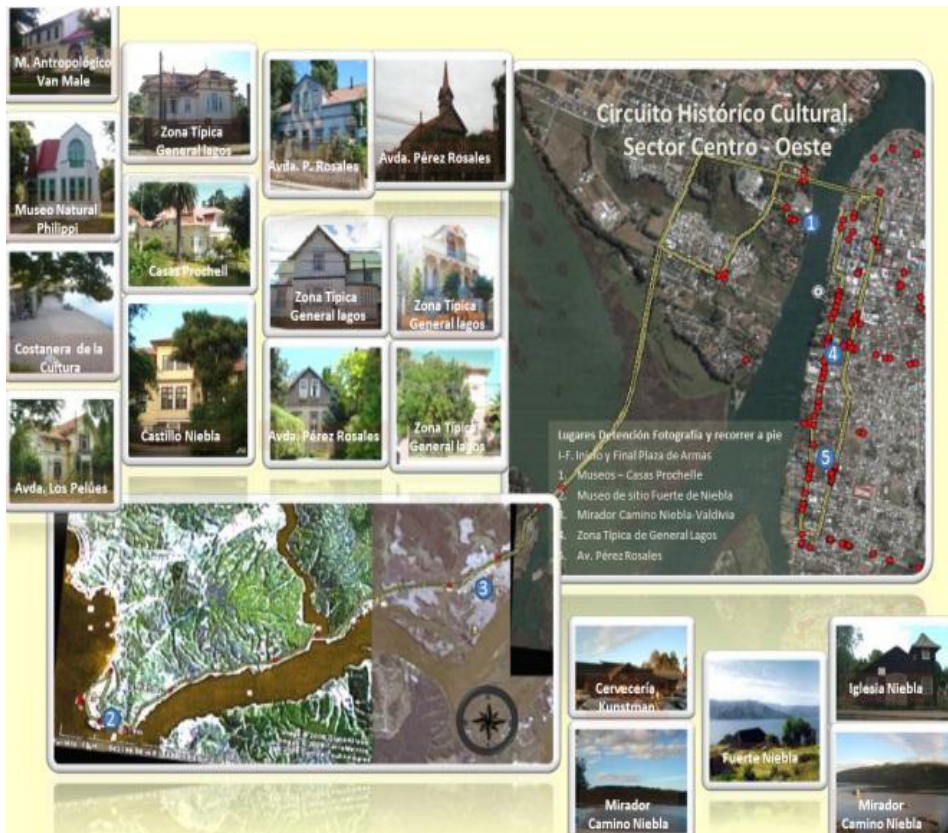 M. Antropológico
Van Male
Museo Natural
Philippi
Costanera de la
Cultura
Avda. Los Pelúes
Zona Típica
General lagos
Casas Prochell
Castillo Niebla
Avda. P. Rosales
Avda. Pérez Rosales
Zona Típica
General lagos
Zona Típica
General lagos
Avda. Pérez Rosales
Zona Típica
General lagos
Circuito Histórico Cultural.
Sector Centro - Oeste
1
4
5
Lugares Detención Fotografía y recorrer a pie
I-F. Inicio y Final Plaza de Armas
1. Museos – Casas Prochelle
2. Museo de sitio Fuerte de Niebla
3. Mirador Camino Niebla-Valdivia
4. Zona Típica de General Lagos
5. Av. Pérez Rosales
3
2
Cervecería
Kunstman
Fuerte Niebla
Iglesia Niebla
Mirador
Camino Niebla
Mirador
Camino Niebla